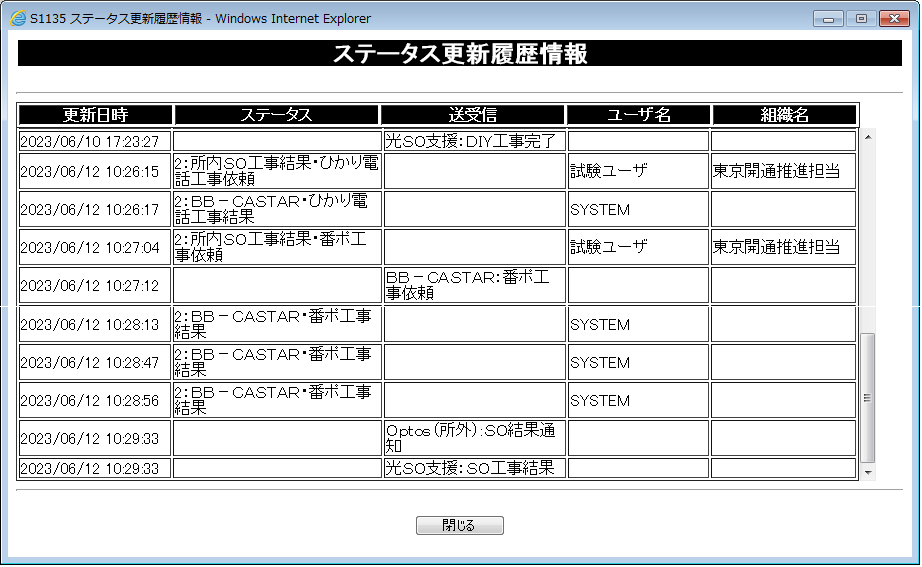 S1135 ステータス更新履歴情報 - Windows Internet Explorer
ステータス更新履歴情報
更新日時 ステータス 送受信 ユーザ名 組織名
2023/06/10 17:23:27 光SO支援:DIY工事完了
2023/06/12 10:26:15 2:所内SO工事結果・ひかり電
話工事依頼 試験ユーザ 東京開通推進担当
2023/06/12 10:26:17 2:BB-CASTAR・ひかり電
話工事結果 SYSTEM
2023/06/12 10:27:04 2:所内SO工事結果・番ポ工
事依頼 試験ユーザ 東京開通推進担当
2023/06/12 10:27:12 BB-CASTAR:番ポ工
事依頼
2023/06/12 10:28:13 2:BB-CASTAR・番ポ工事
結果 SYSTEM
2023/06/12 10:28:47 2:BB-CASTAR・番ポ工事
結果 SYSTEM
2023/06/12 10:28:56 2:BB-CASTAR・番ポ工事
結果 SYSTEM
2023/06/12 10:29:33 Optos(所外):SO結果通
知
2023/06/12 10:29:33 光SO支援:SO工事結果
閉じる